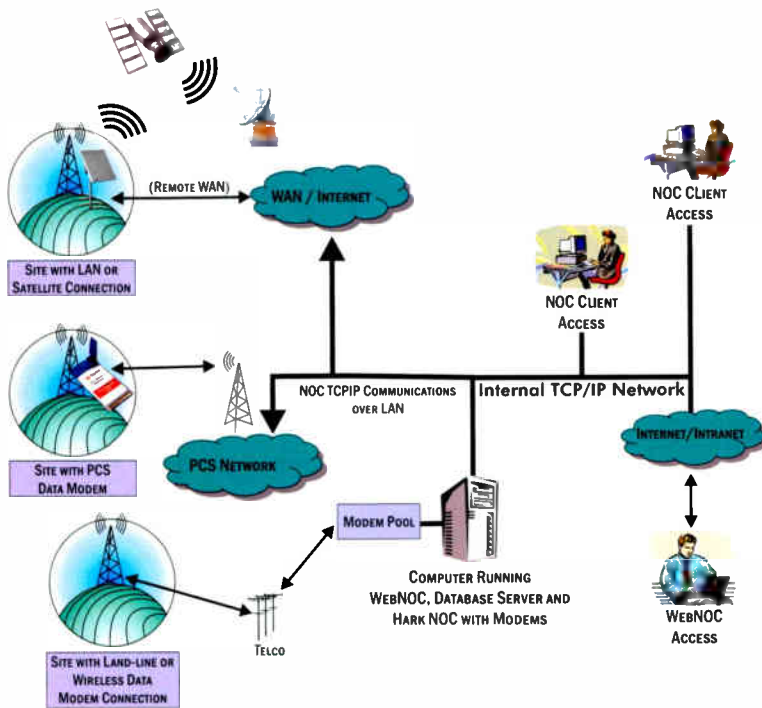 (REMOTE WAN)
WAN / INTERNET
NOC CLIENT
ACCESS
SITE WITH LAN OR
SATELLITE CONNECTION
NOC CLIENT
ACCESS
NOC TCPIP COMMUNICATIONS
OVER LAN
Internal TCP/IP Network
INTERNET/INTRANET
SITE WITH PCS
DATA MODEM
PCS NETWORK
MODEM POOL
COMPUTER RUNNING
WEBNOC, DATABASE SERVER AND
HARK NOC WITH MODEMS
WEBNOC
ACCESS
TELCO
SITE WITH LAND-LINE OR
WIRELESS DATA
MODEM CONNECTION